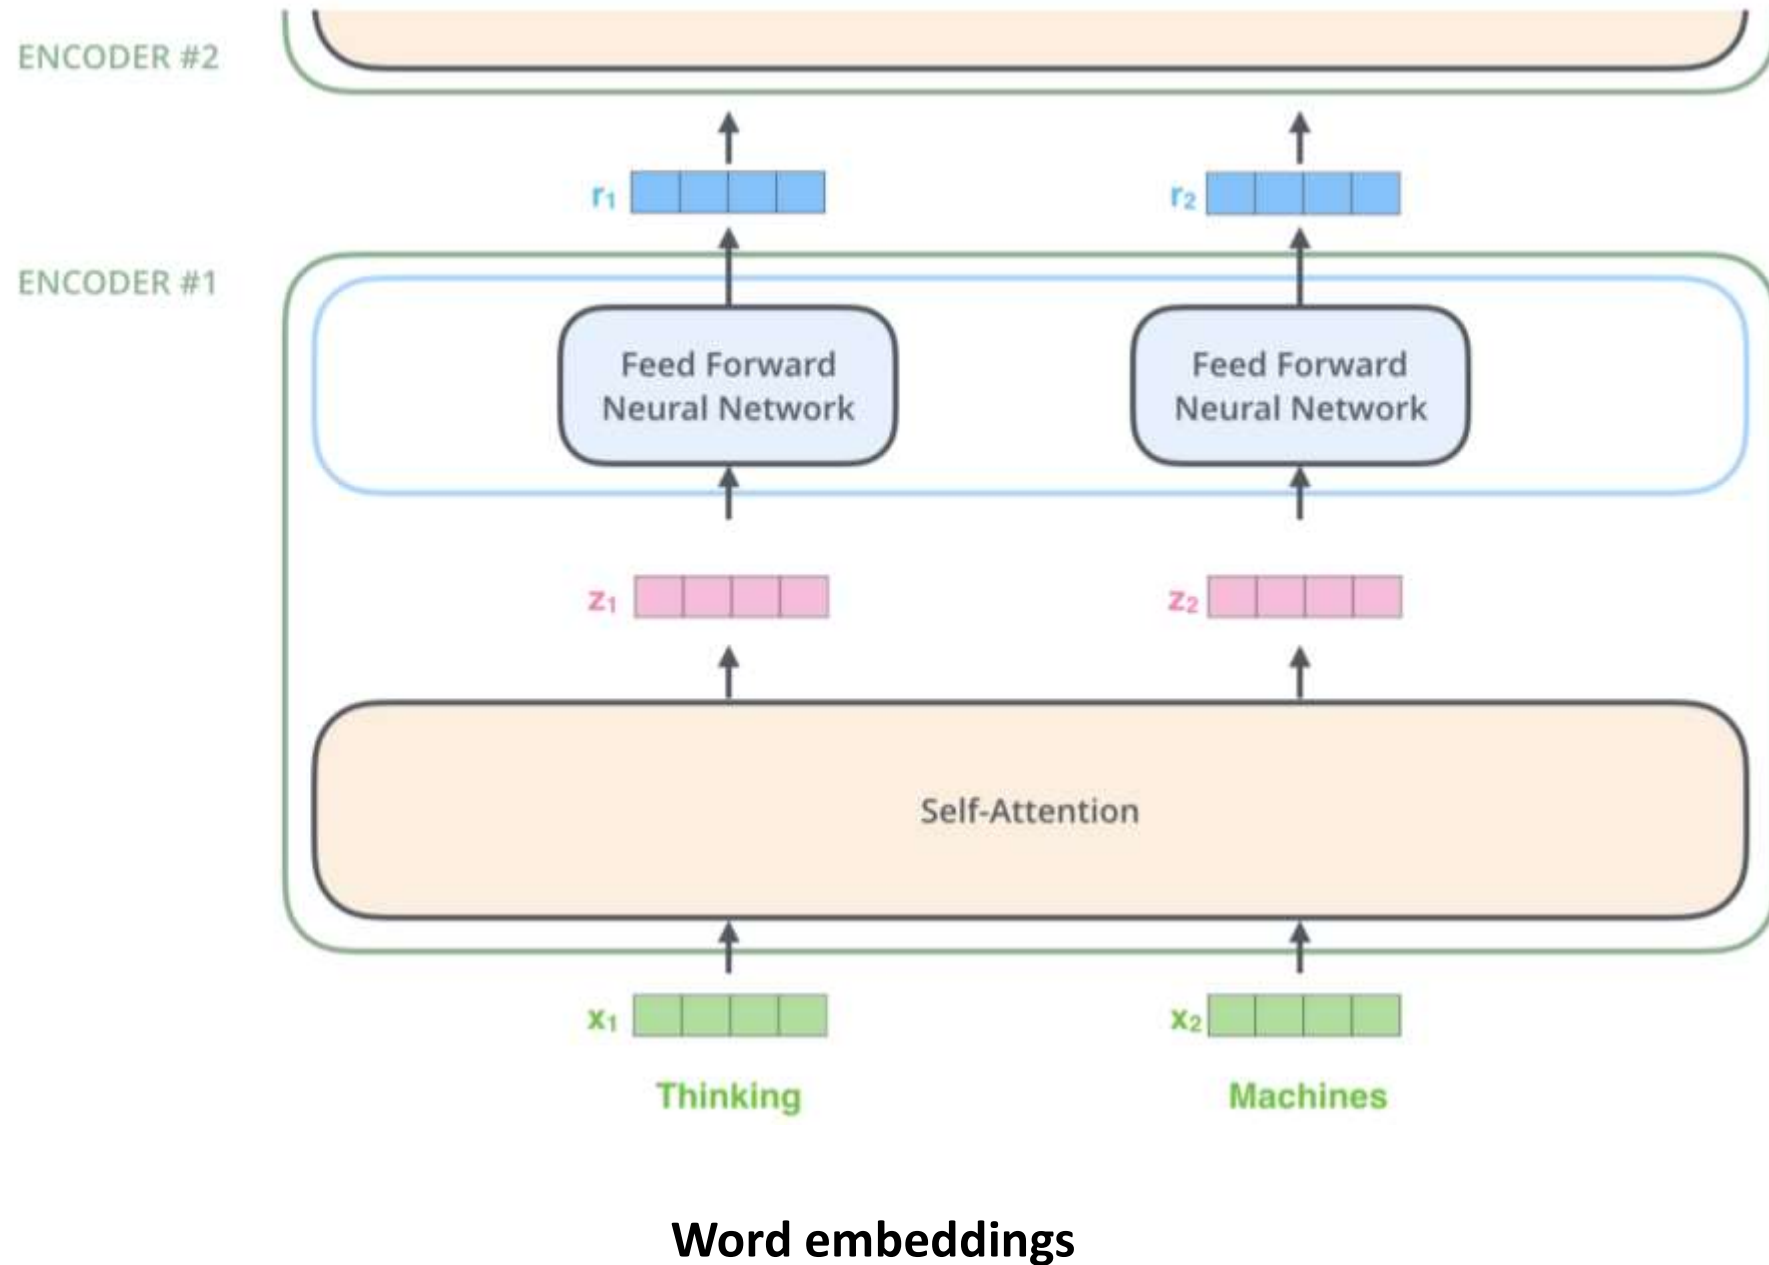 ENCODER #2
r₁
r₂
ENCODER #1
Feed Forward
Neural Network
Feed Forward
Neural Network
z₁
z₂
Self-Attention
x₁
x₂
Thinking
Machines
Word embeddings